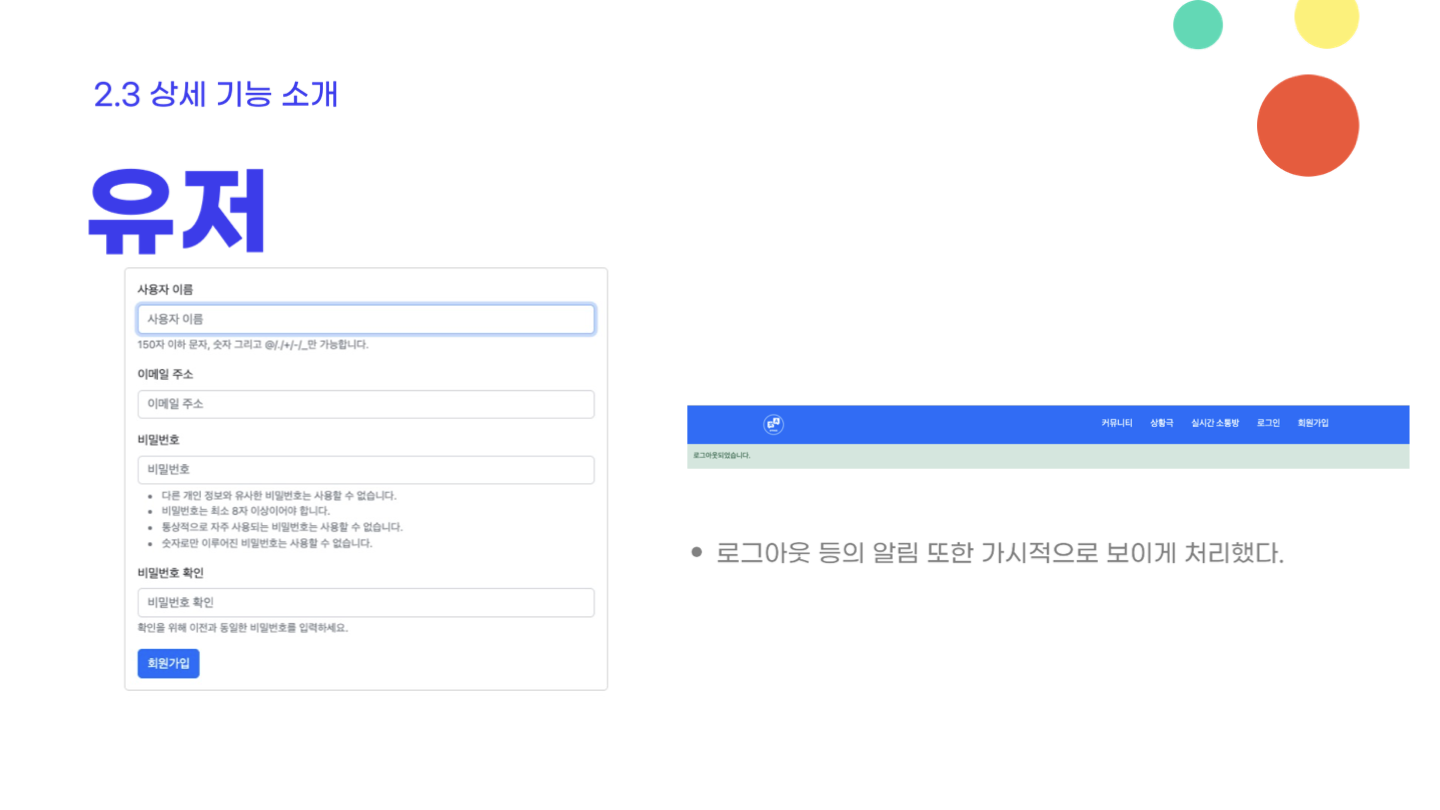 2.3 상세 기능 소개
유저
사용자 이름
사용자 이름
150자 이하 문자, 숫자 그리고 @/./+/-/_만 가능합니다.
이메일 주소
이메일 주소
비밀번호
비밀번호
• 다른 개인 정보와 유사한 비밀번호는 사용할 수 없습니다.
• 비밀번호는 최소 8자 이상이어야 합니다.
• 통상적으로 자주 사용되는 비밀번호는 사용할 수 없습니다.
• 숫자로만 이루어진 비밀번호는 사용할 수 없습니다.
비밀번호 확인
비밀번호 확인
확인을 위해 이전과 동일한 비밀번호를 입력하세요.
회원가입
커뮤니티 상황극 실시간 소통방 로그인 회원가입
로그아웃되었습니다.
• 로그아웃 등의 알림 또한 가시적으로 보이게 처리했다.